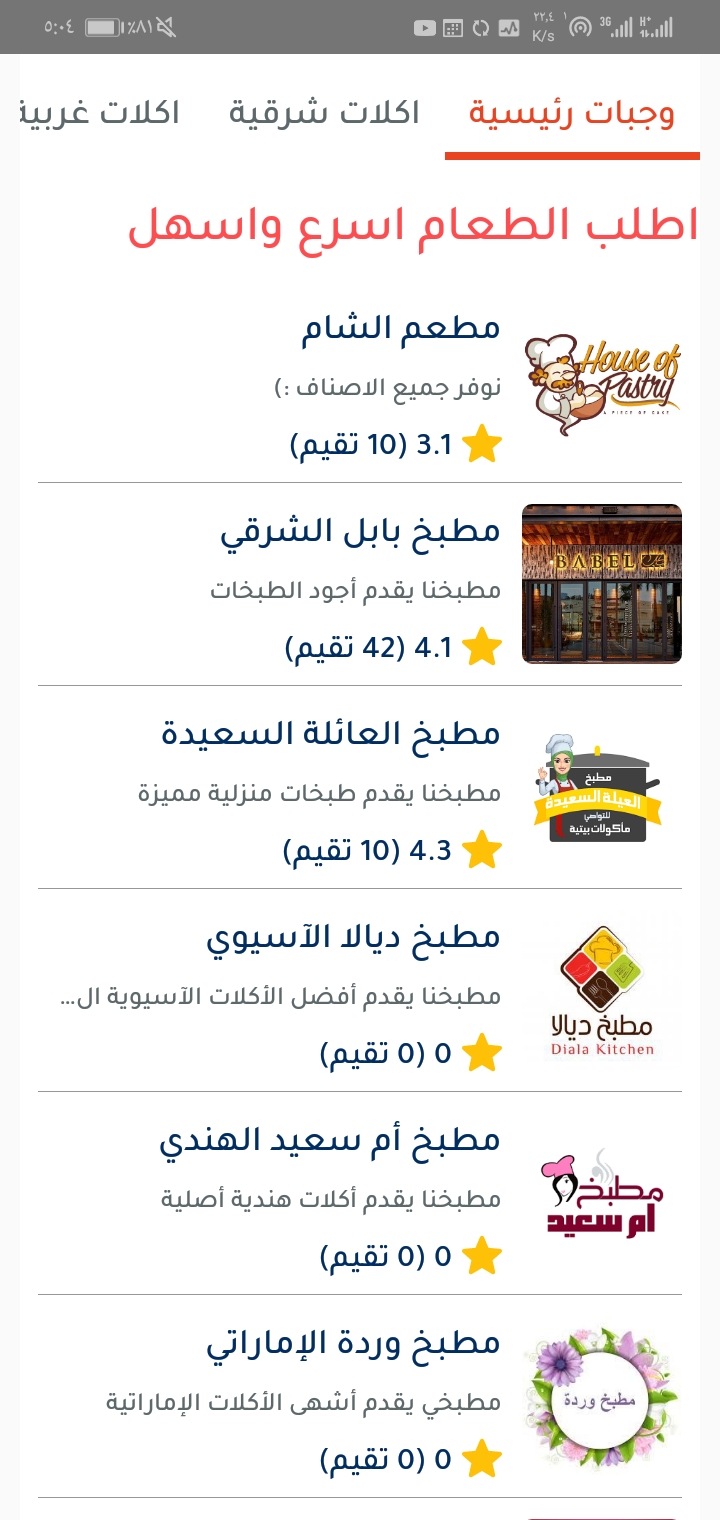 ٥:٠٤ ٪٨١ ٢٢,٤ K/s ١ 3G H+
وجبات رئيسية اكلات شرقية اكلات غربية
اطلب الطعام اسرع واسهل
House of Pastry
A PIECE OF CAKE
مطعم الشام
نوفر جميع الاصناف :)
3.1 (10 تقيم)
BABEL بابل
مطبخ بابل الشرقي
مطبخنا يقدم أجود الطبخات
4.1 (42 تقيم)
مطبخ
العيلة السعيدة
للتواصي
مأكولات بيتية
مطبخ العائلة السعيدة
مطبخنا يقدم طبخات منزلية مميزة
4.3 (10 تقيم)
مطبخ ديالا
Diala Kitchen
مطبخ ديالا الآسيوي
مطبخنا يقدم أفضل الأكلات الآسيوية ال...
0 (0 تقيم)
مطبخ
ام سعيد
مطبخ أم سعيد الهندي
مطبخنا يقدم أكلات هندية أصلية
0 (0 تقيم)
مطبخ وردة
مطبخ وردة الإماراتي
مطبخي يقدم أشهى الأكلات الإماراتية
0 (0 تقيم)